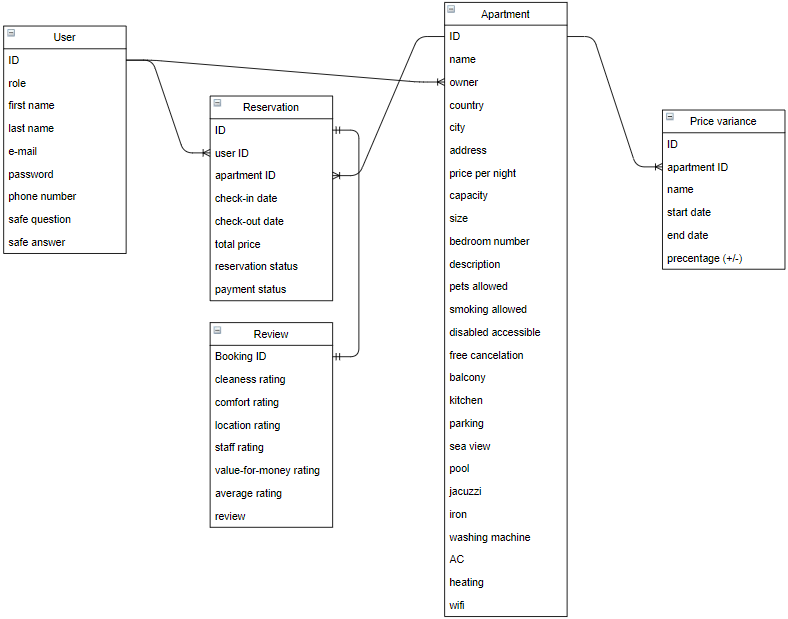 User
ID
role
first name
last name
e-mail
password
phone number
safe question
safe answer
Reservation
ID
user ID
apartment ID
check-in date
check-out date
total price
reservation status
payment status
Review
Booking ID
cleaness rating
comfort rating
location rating
staff rating
value-for-money rating
average rating
review
Apartment
ID
name
owner
country
city
address
price per night
capacity
size
bedroom number
description
pets allowed
smoking allowed
disabled accessible
free cancelation
balcony
kitchen
parking
sea view
pool
jacuzzi
iron
washing machine
AC
heating
wifi
Price variance
ID
apartment ID
name
start date
end date
precentage (+/-)